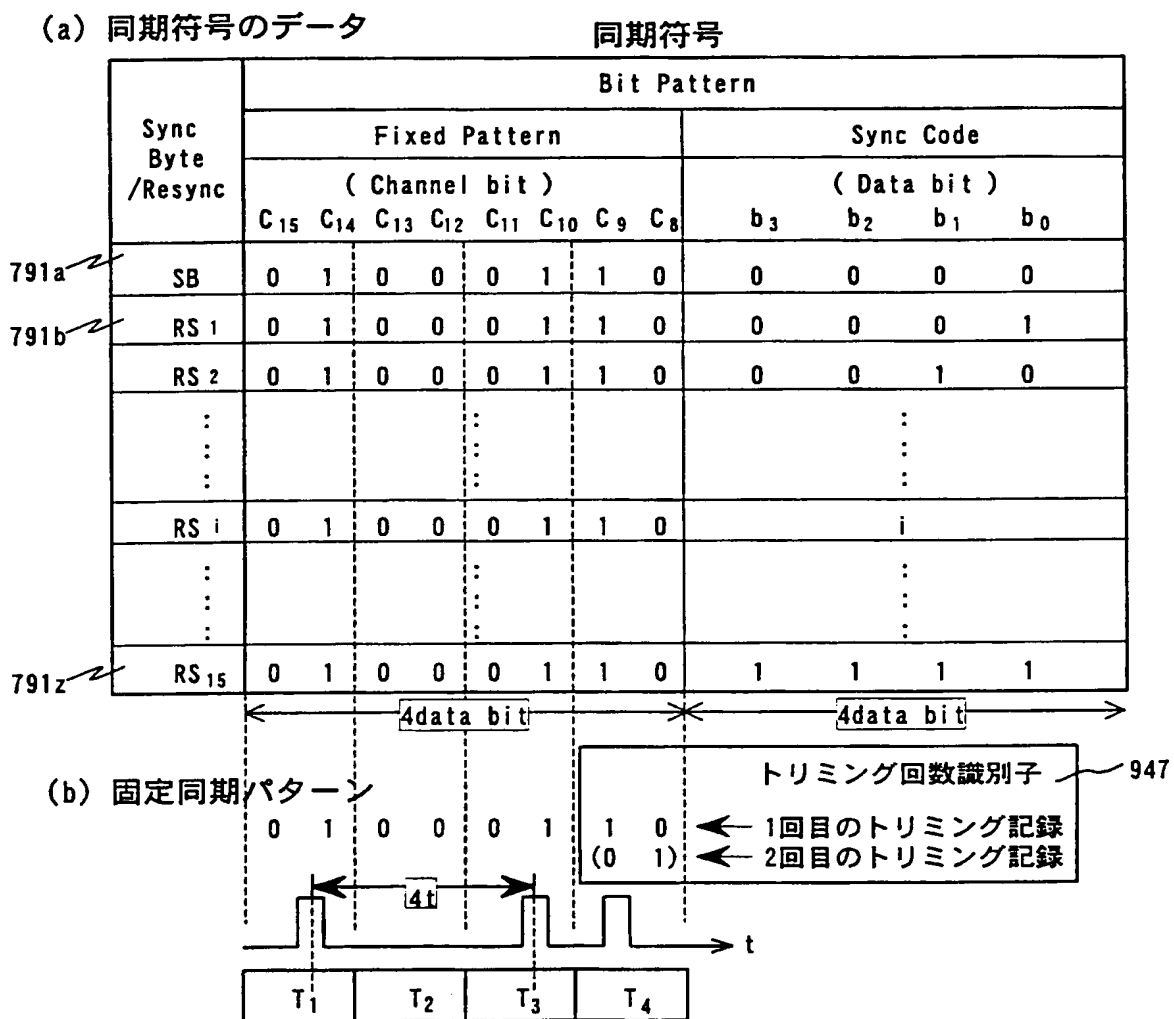 (a) 同期符号のデータ
同期符号
Sync Byte /Resync
Bit Pattern
Fixed Pattern
Sync Code
( Channel bit )
( Data bit )
C15 C14 C13 C12 C11 C10 C9 C8 b3 b2 b1 b0
791a SB 0 1 0 0 0 1 1 0 0 0 0 0
791b RS 1 0 1 0 0 0 1 1 0 0 0 0 1
RS 2 0 1 0 0 0 1 1 0 0 0 1 0
RS i 0 1 0 0 0 1 1 0 i
791z RS 15 0 1 0 0 0 1 1 0 1 1 1 1
4data bit 4data bit
トリミング回数識別子 947
(b) 固定同期パターン
0 1 0 0 0 1 1 0 1回目のトリミング記録
(0 1) 2回目のトリミング記録
4t
t
T1 T2 T3 T4